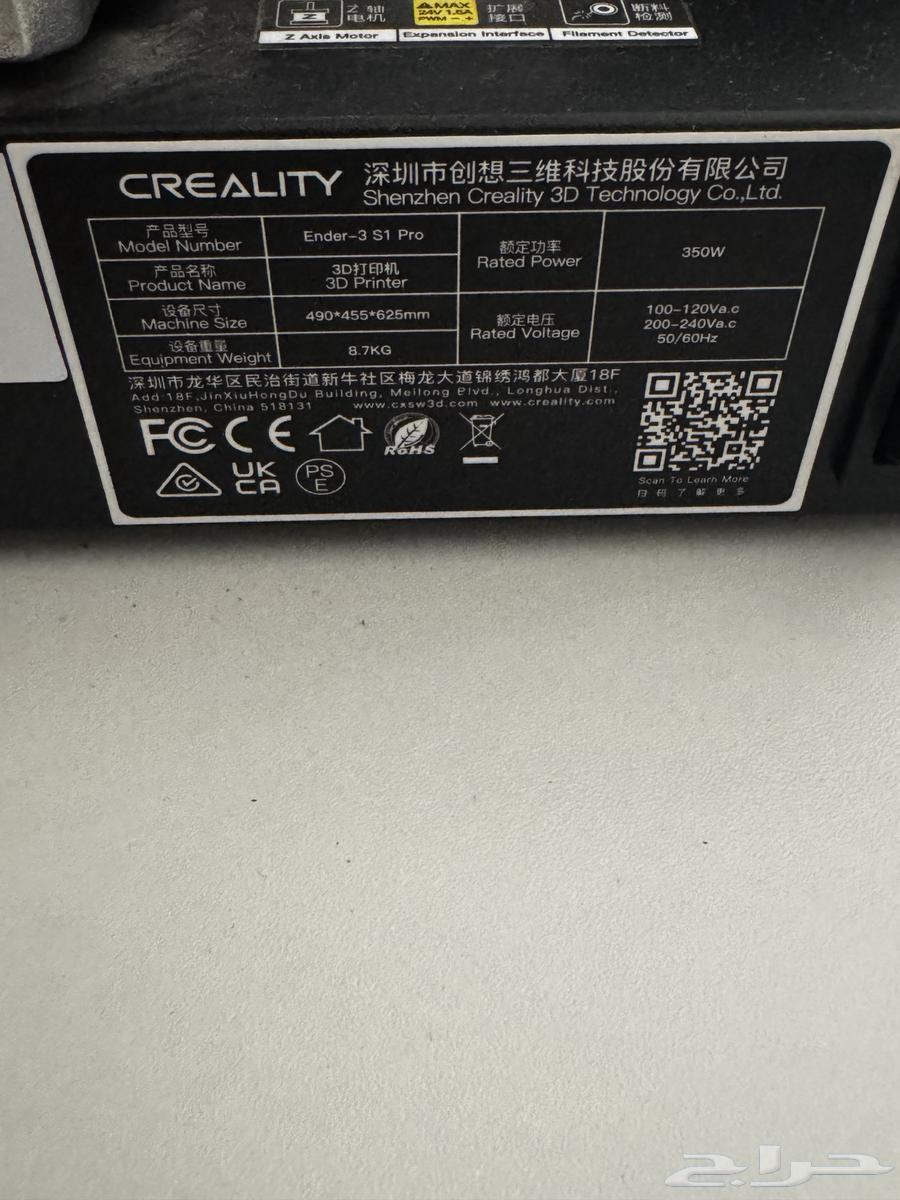 Z 轴
电机
Z Axis Motor
MAX
24V 1.5A
PWM - +
扩展
接口
Expansion Interface
断料
检测
Filament Detector
CREALITY
深圳市创想三维科技股份有限公司
Shenzhen Creality 3D Technology Co.,Ltd.
产品型号
Model Number
Ender-3 S1 Pro
产品名称
Product Name
3D打印机
3D Printer
设备尺寸
Machine Size
490*455*625mm
设备重量
Equipment Weight
8.7KG
额定功率
Rated Power
350W
额定电压
Rated Voltage
100-120Va.c
200-240Va.c
50/60Hz
深圳市龙华区民治街道新牛社区梅龙大道锦绣鸿都大厦18F
Add:18F,JinXiuHongDu Building, Meilong Blvd., Longhua Dist.,
Shenzhen, China 518131 www.cxsw3d.com www.creality.com
FC CE RoHS
UK
CA
PS
E
Scan To Learn More
扫码了解更多
حراج